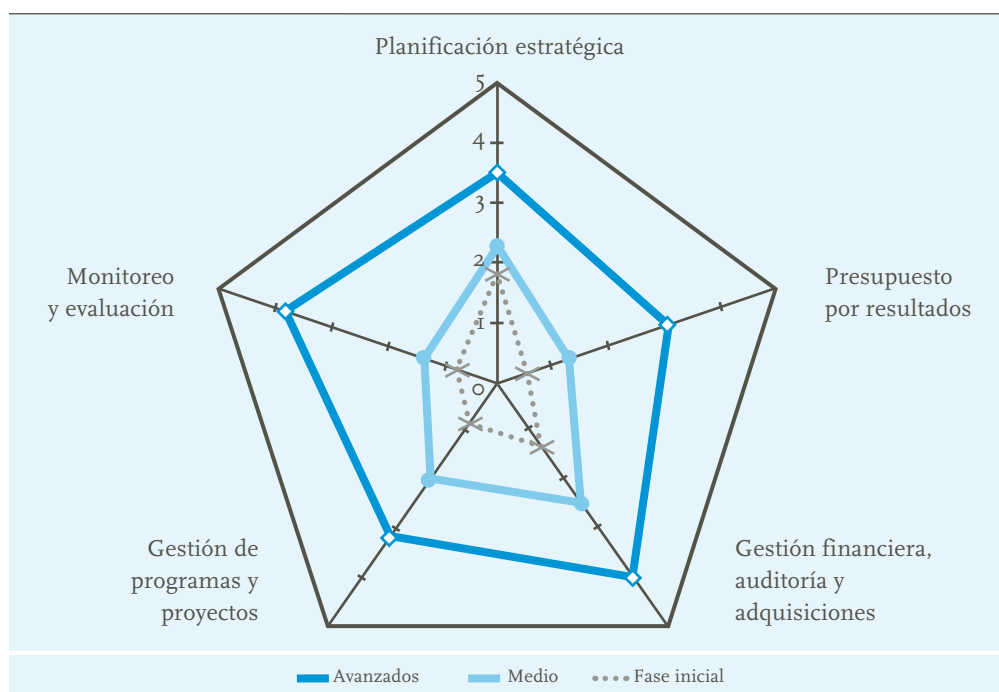 Planificación estratégica
5
4
3
2
1
0
Monitoreo
y evaluación
Presupuesto
por resultados
Gestión de
programas y
proyectos
Gestión financiera,
auditoría y
adquisiciones
Avanzados
Medio
Fase inicial